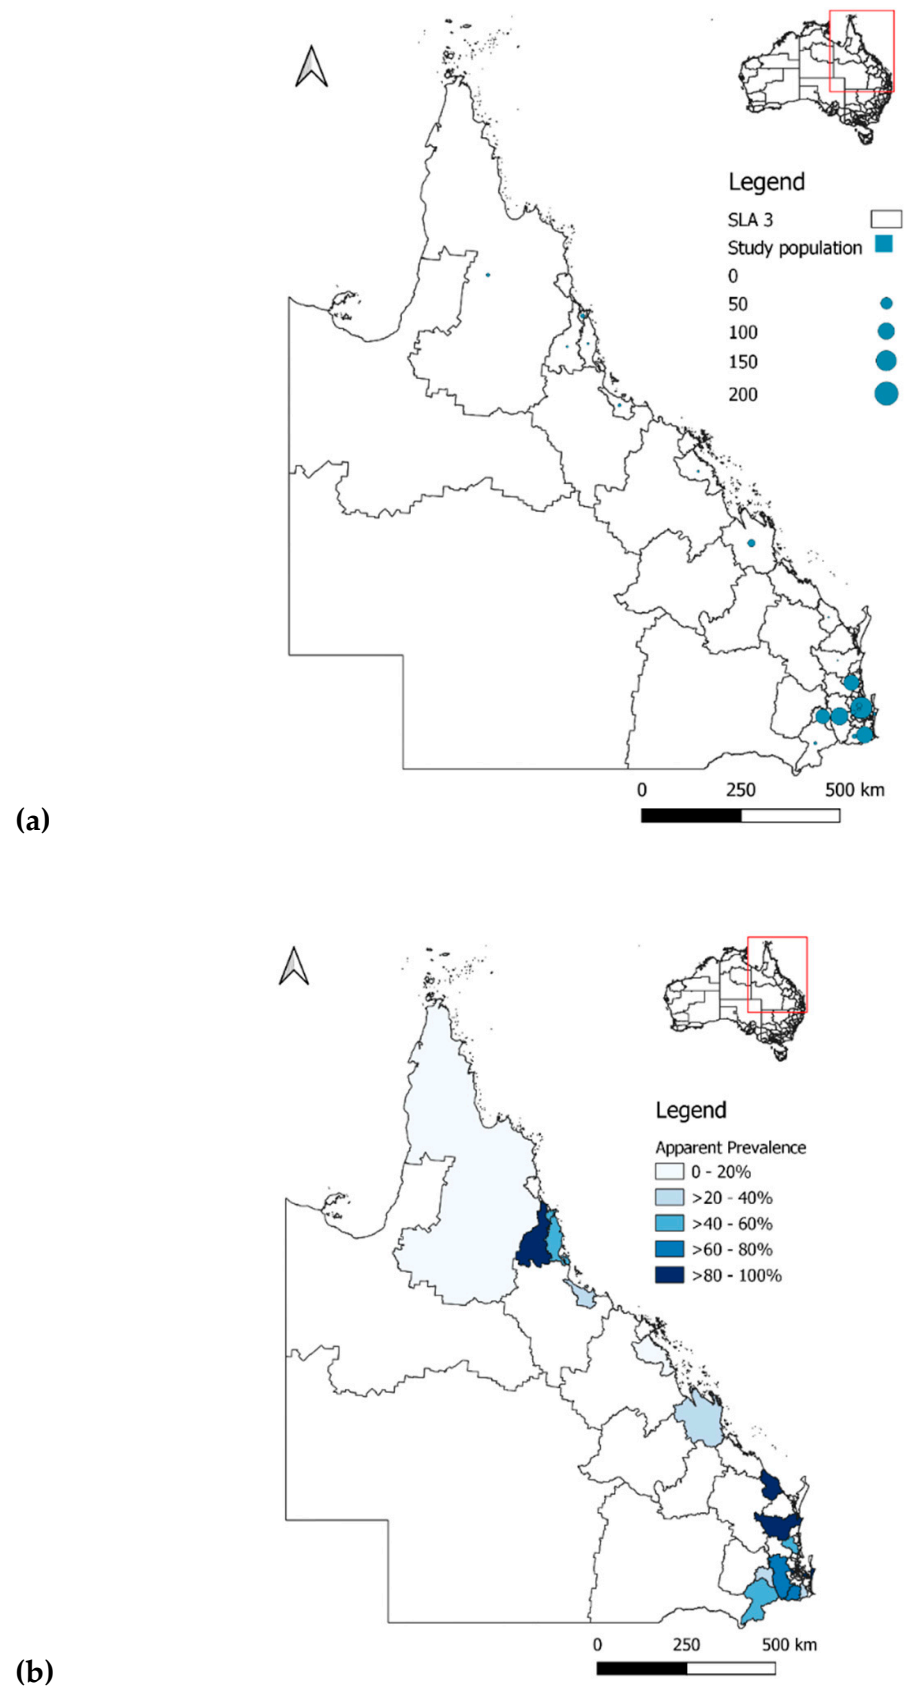 Legend
SLA 3
Study population
0
50
100
150
200
0 250 500 km
(a)
Legend
Apparent Prevalence
0 - 20%
>20 - 40%
>40 - 60%
>60 - 80%
>80 - 100%
0 250 500 km
(b)